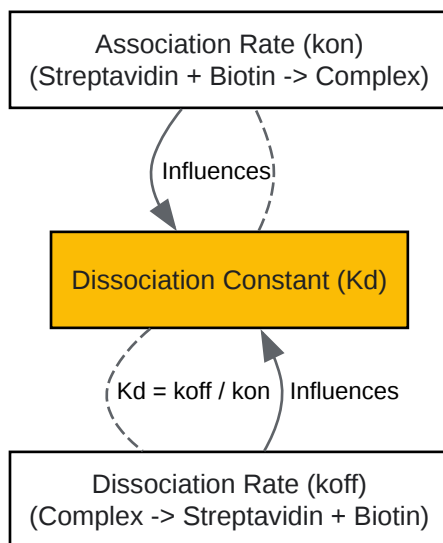 Association Rate (kon)
(Streptavidin + Biotin -> Complex)
Influences
Dissociation Constant (Kd)
Kd = koff / kon
Influences
Dissociation Rate (koff)
(Complex -> Streptavidin + Biotin)